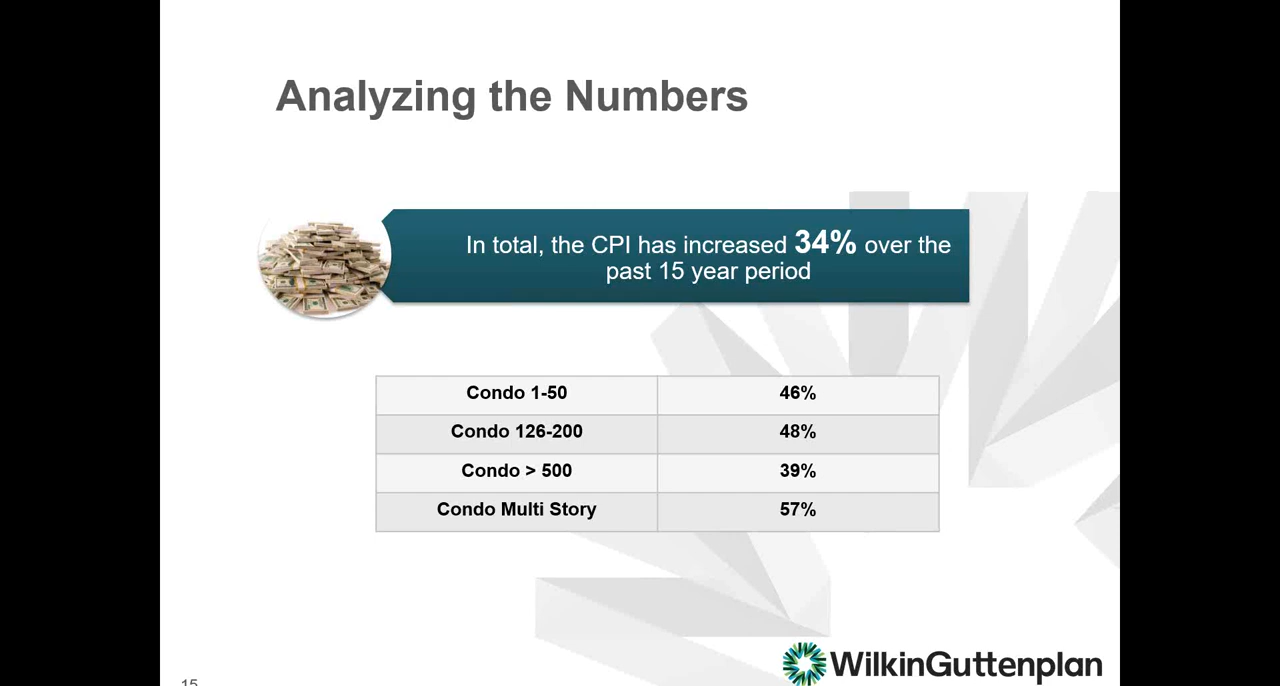 Analyzing the Numbers
In total, the CPI has increased 34% over the
past 15 year period
Condo 1-50 46%
Condo 126-200 48%
Condo > 500 39%
Condo Multi Story 57%
WilkinGuttenplan
15